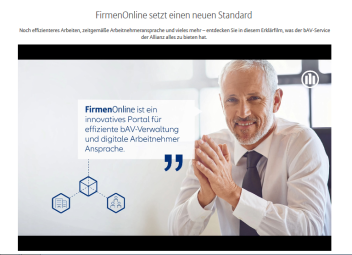 FirmenOnline setzt einen neuen Standard
Noch effizienteres Arbeiten, zeitgemäße Arbeitnehmeransprache und vieles mehr – entdecken Sie in diesem Erklärfilm, was der bAV-Service
der Allianz alles zu bieten hat.
FirmenOnline ist ein
innovatives Portal für
effiziente bAV-Verwaltung
und digitale Arbeitnehmer
Ansprache.
"